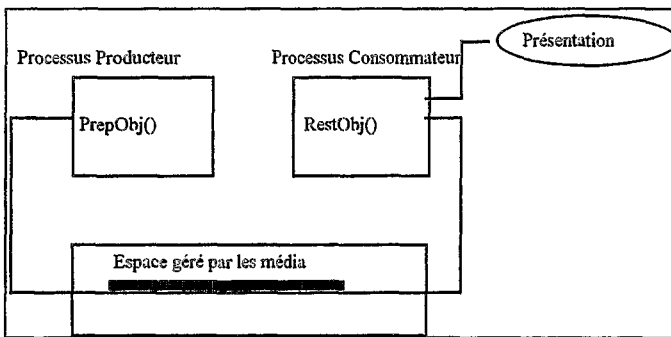 Présentation
Processus Producteur
Processus Consommateur
PrepObj()
RestObj()
Espace géré par les média